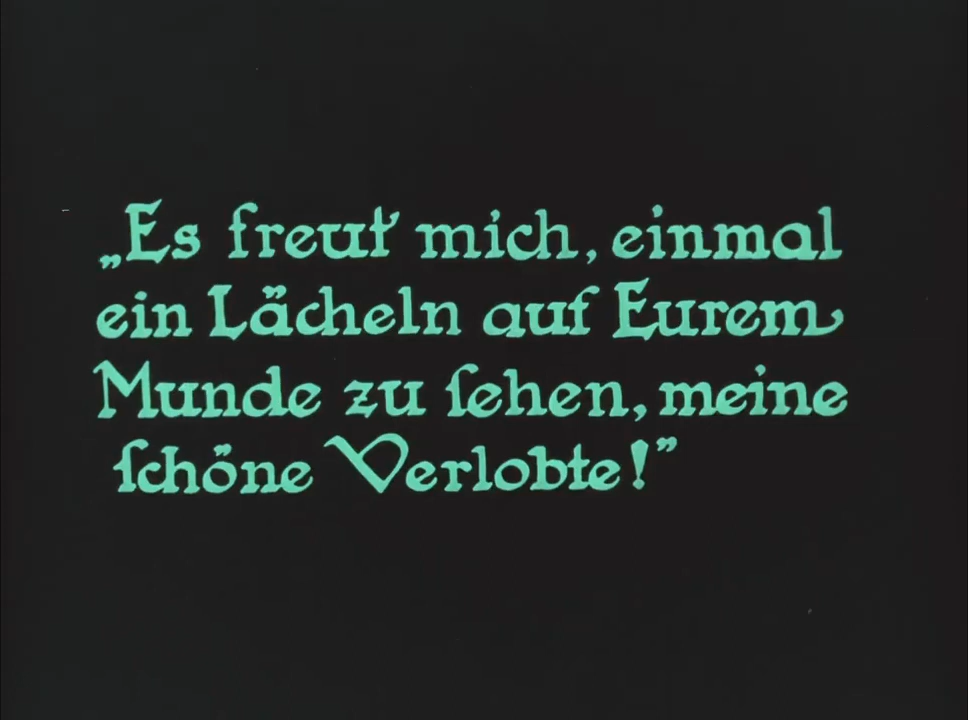 „Es freut mich, einmal
ein Lächeln auf Eurem
Munde zu ſehen, meine
ſchöne Verlobte!”